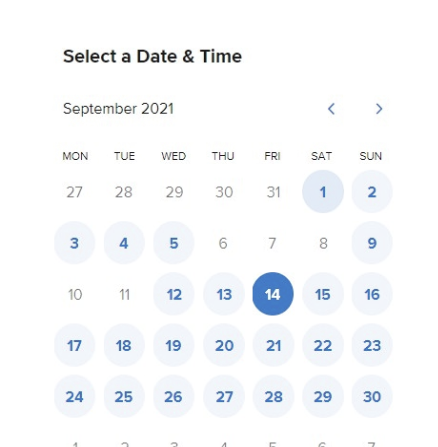 Select a Date & Time
September 2021
MON TUE WED THU FRI SAT SUN
27 28 29 30 31 1 2
3 4 5 6 7 8 9
10 11 12 13 14 15 16
17 18 19 20 21 22 23
24 25 26 27 28 29 30